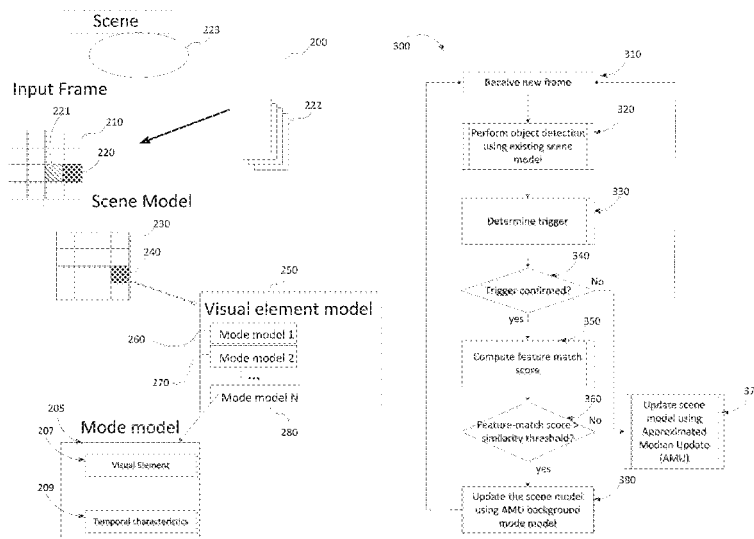 Scene
223
200
Input Frame
221
210
220
222
Scene Model
230
240
250
Visual element model
260
Mode model 1
270
Mode model 2
...
Mode model N
280
Mode model
205
207
Visual Element
209
Temporal characteristics
300
310
Receive new frame
320
Perform object detection
using existing scene
model
330
Determine trigger
340
Trigger confirmed?
No
yes
350
Compute feature match
score
360
Feature-match score >
similarity threshold?
No
yes
37
Update scene
model using
Approximated
Median Update
(AMU).
380
Update the scene model
using AMU background
mode model